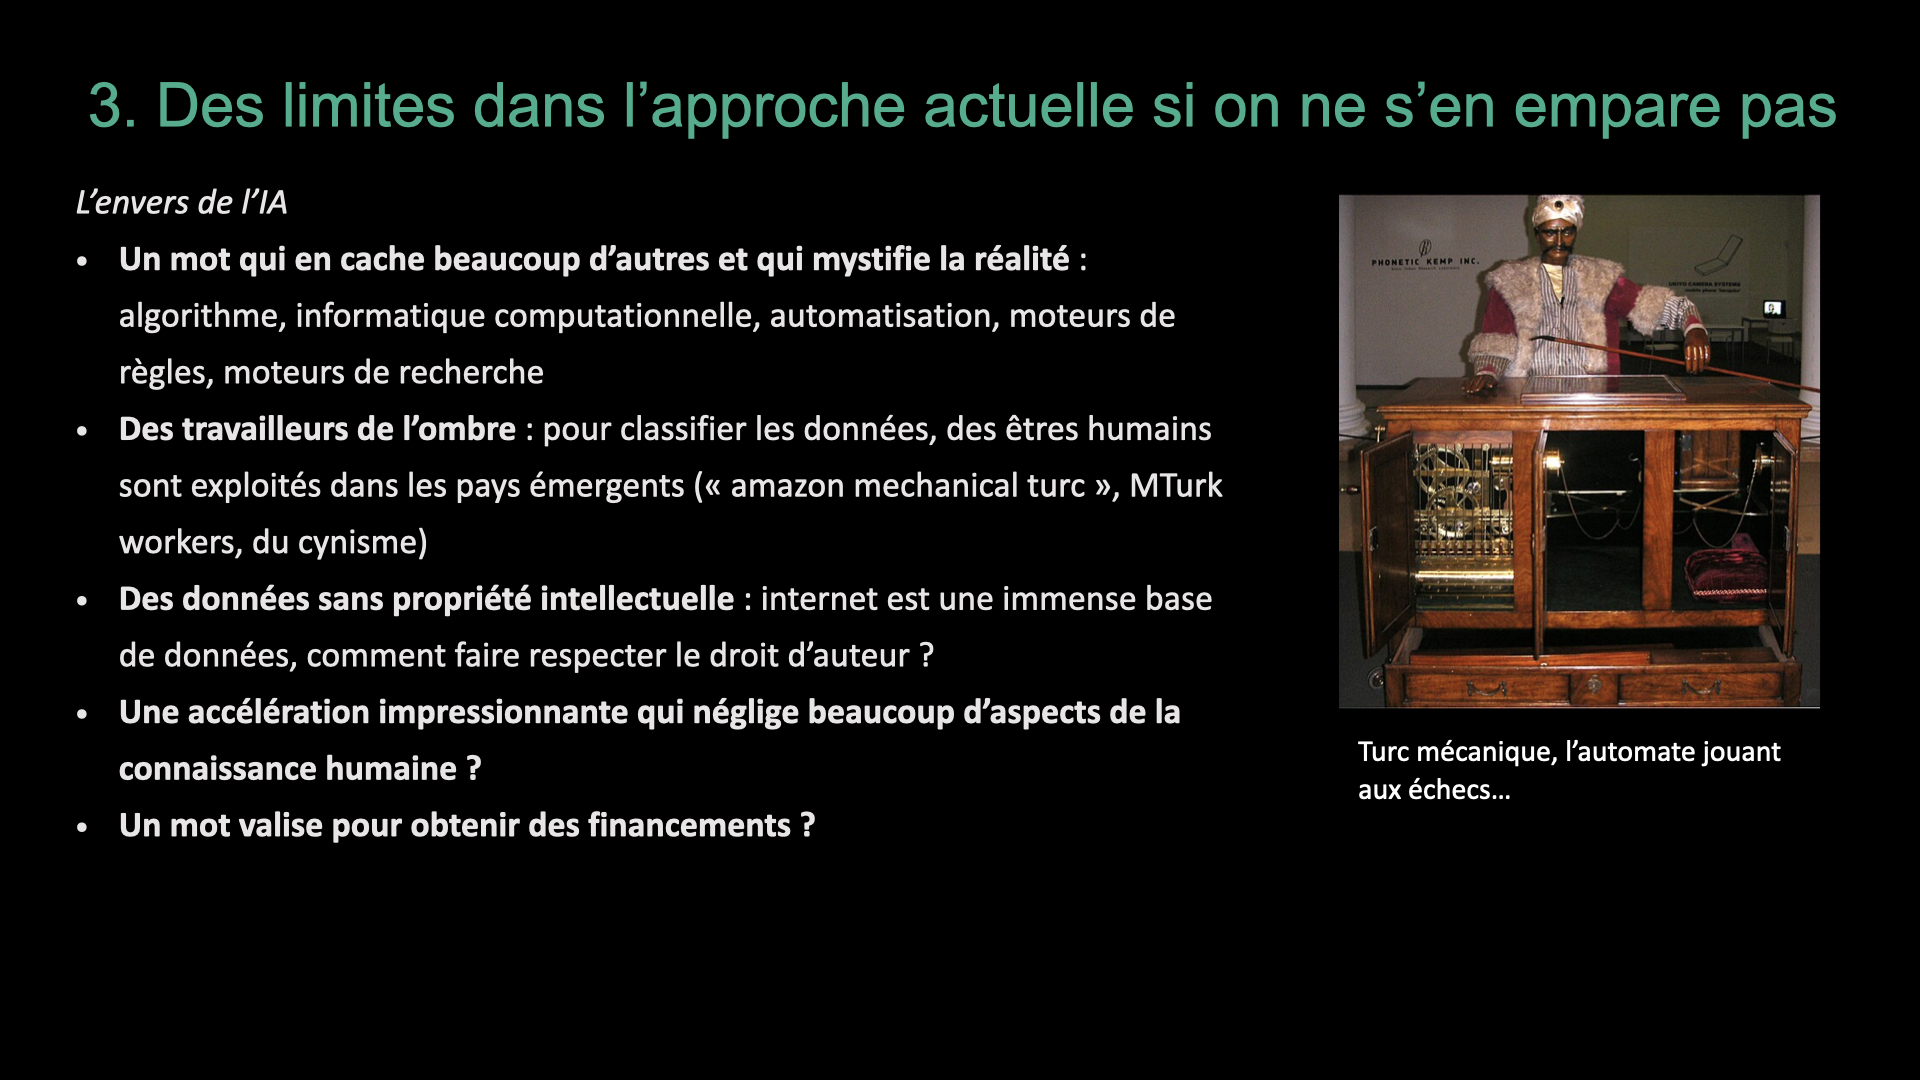 3. Des limites dans l’approche actuelle si on ne s’en empare pas
L’envers de l’IA
• Un mot qui en cache beaucoup d’autres et qui mystifie la réalité :
algorithme, informatique computationnelle, automatisation, moteurs de
règles, moteurs de recherche
• Des travailleurs de l’ombre : pour classifier les données, des êtres humains
sont exploités dans les pays émergents (« amazon mechanical turc », MTurk
workers, du cynisme)
• Des données sans propriété intellectuelle : internet est une immense base
de données, comment faire respecter le droit d’auteur ?
• Une accélération impressionnante qui néglige beaucoup d’aspects de la
connaissance humaine ?
• Un mot valise pour obtenir des financements ?
PHONETIC KEMP INC.
Turc mécanique, l’automate jouant
aux échecs...